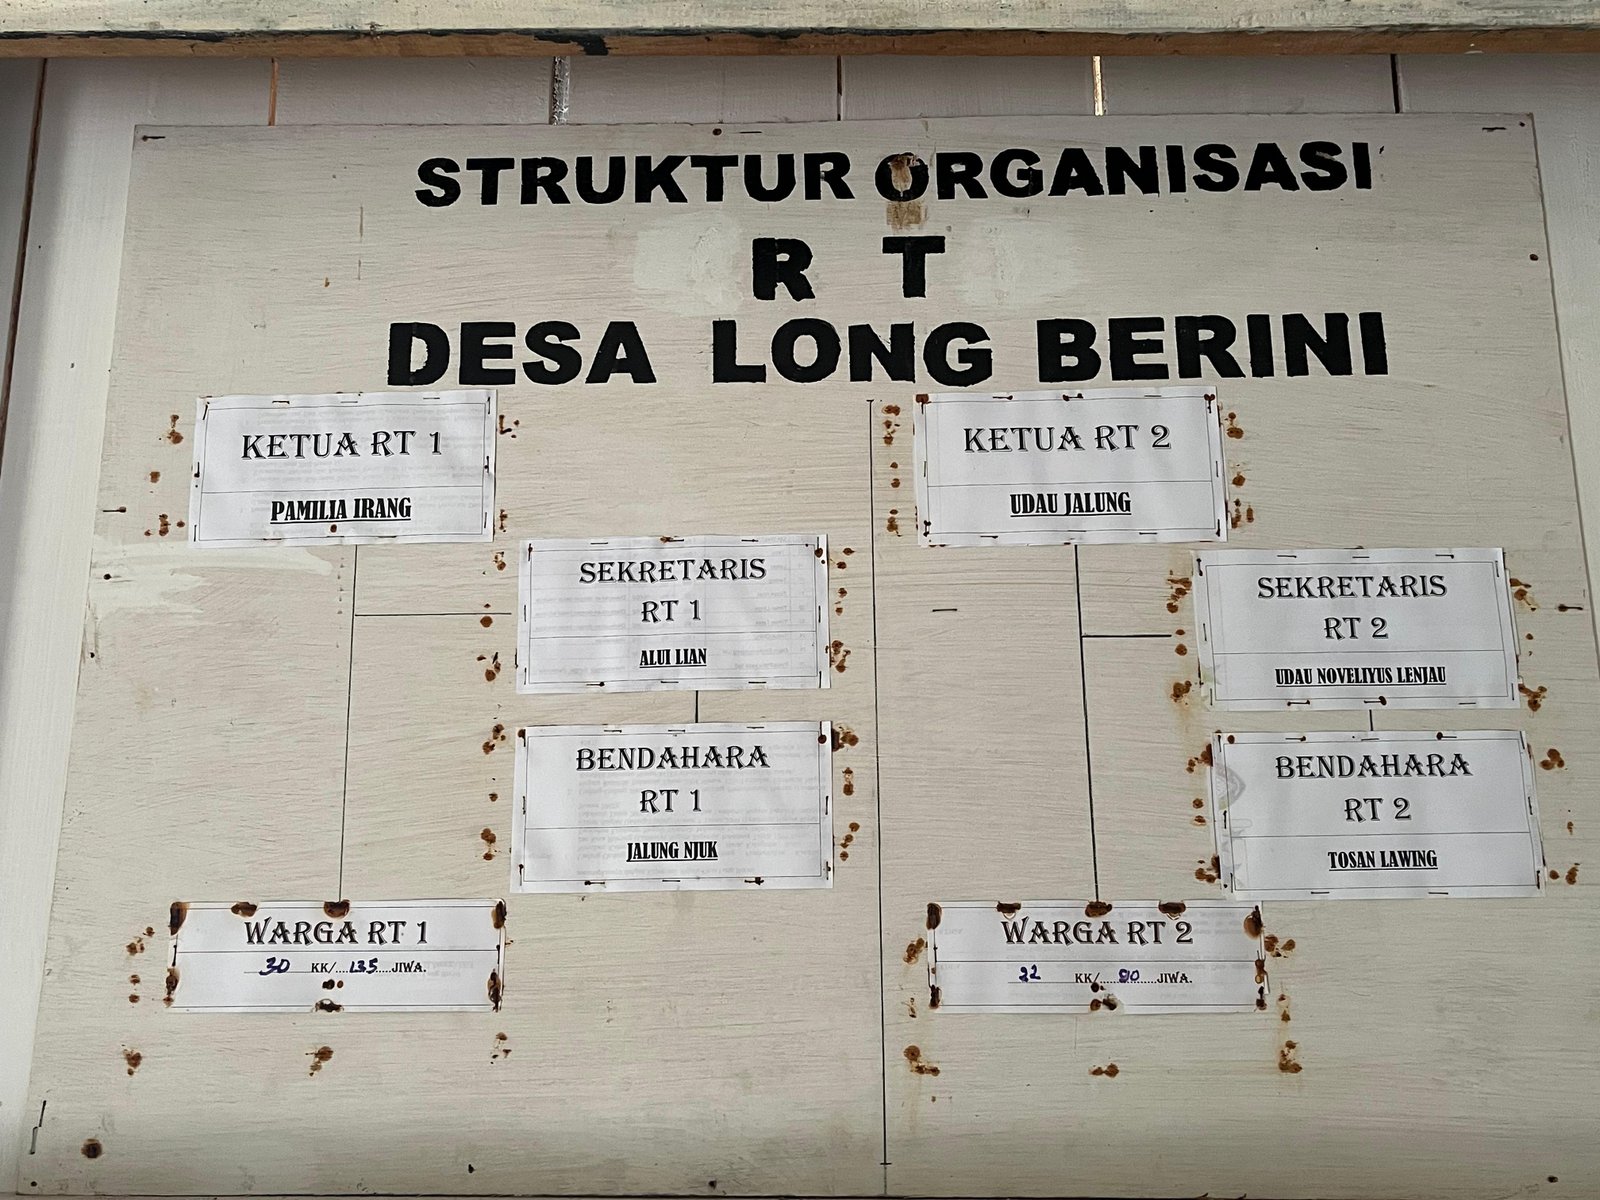 STRUKTUR ORGANISASI
R T
DESA LONG BERINI
KETUA RT 1
PAMILIA IRANG
SEKRETARIS
RT 1
ALUI LIAN
BENDAHARA
RT 1
JALUNG NJUK
WARGA RT 1
30 KK/....135.....JIWA.
KETUA RT 2
UDAU JALUNG
SEKRETARIS
RT 2
UDAU NOVELIYUS LENJAU
BENDAHARA
RT 2
TOSAN LAWING
WARGA RT 2
22 KK/.....90.....JIWA.